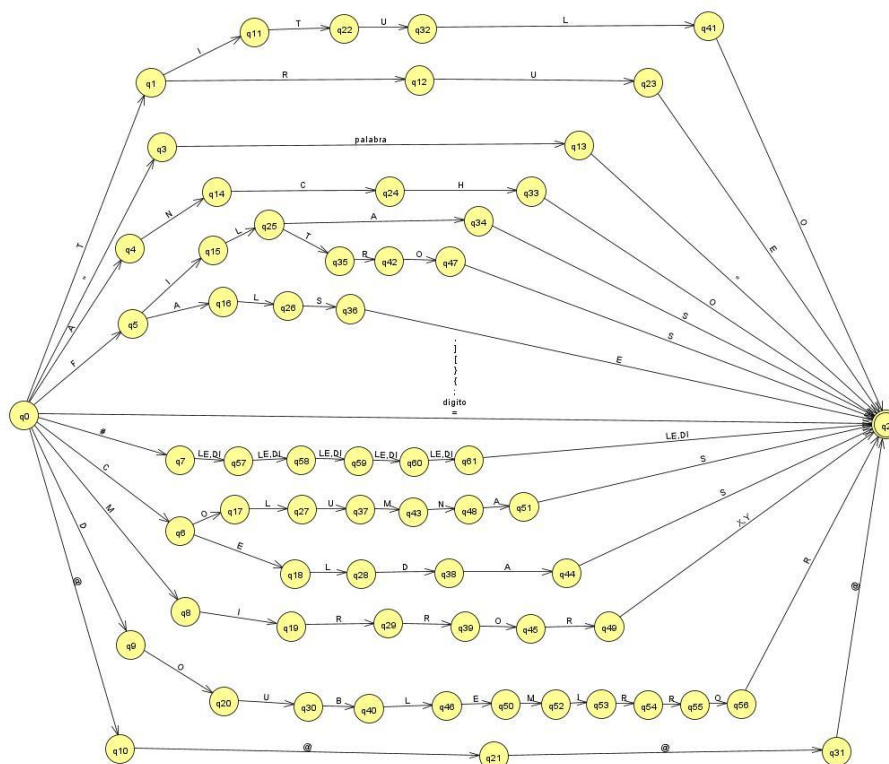 q11 T q22 U q32 L q41
I
q1 R q12 U q23
q3 palabra q13
q14 C q24 H q33
N
q4 q15 L q25 A q34
T q35 R q42 O q47
I
T " A F
q5 A q16 L q26 S q36
O E " O S S E
.
]
[
}
{
;
digito
=
q0 q2
# q7 LE,DI q57 LE,DI q58 LE,DI q59 LE,DI q60 LE,DI q61 LE,DI
C q6 O q17 L q27 U q37 M q43 N q48 A q51 S
E q18 L q28 D q38 A q44 S
M q8 I q19 R q29 R q39 O q45 R q49 X,Y
D q9 O q20 U q30 B q40 L q46 E q50 M q52 I q53 R q54 R q55 O q56 R
@ q10 @ q21 @ q31 @